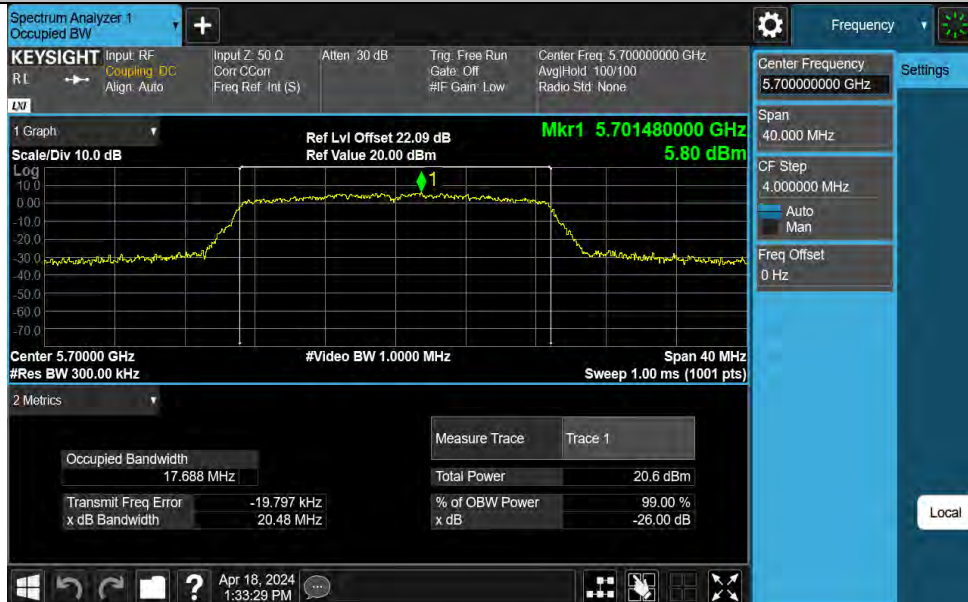 Spectrum Analyzer 1
Occupied BW
+
Frequency
KEYSIGHT Input: RF Input Z: 50 Ω Atten: 30 dB Trig: Free Run Center Freq: 5.700000000 GHz
Coupling: DC Corr CCorr Gate: Off Avg|Hold: 100/100
Align: Auto Freq Ref: Int (S) #IF Gain: Low Radio Std: None
LXI
Center Frequency
5.700000000 GHz
Settings
Span
40.000 MHz
CF Step
4.000000 MHz
Auto
Man
Freq Offset
0 Hz
Local
1 Graph
Scale/Div 10.0 dB
Ref Lvl Offset 22.09 dB
Ref Value 20.00 dBm
Mkr1 5.701480000 GHz
5.80 dBm
Log
1
10.0
0.00
-10.0
-20.0
-30.0
-40.0
-50.0
-60.0
-70.0
Center 5.70000 GHz #Video BW 1.0000 MHz Span 40 MHz
#Res BW 300.00 kHz Sweep 1.00 ms (1001 pts)
2 Metrics
Measure Trace Trace 1
Occupied Bandwidth
17.688 MHz
Total Power 20.6 dBm
Transmit Freq Error -19.797 kHz
% of OBW Power 99.00 %
x dB Bandwidth 20.48 MHz
x dB -26.00 dB
?
Apr 18, 2024
1:33:29 PM